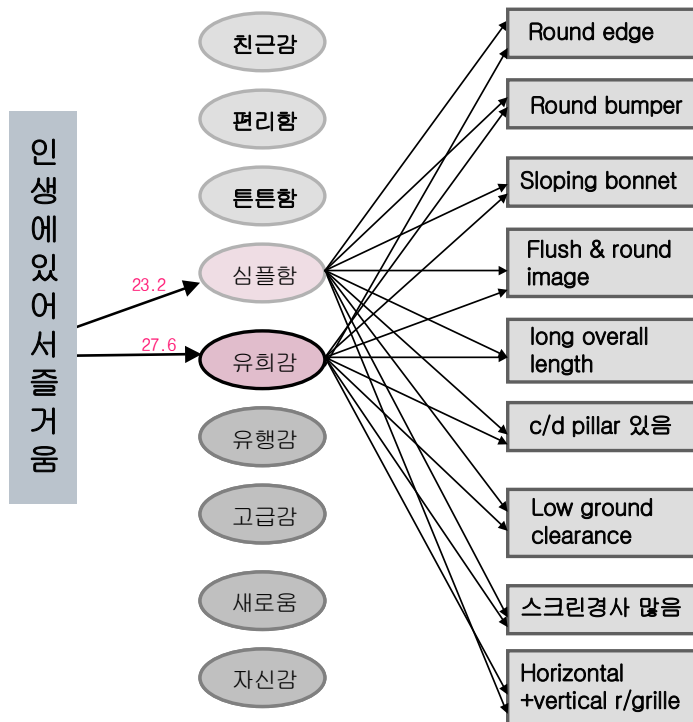 인생에있어서즐거움
23.2
27.6
친근감
편리함
튼튼함
심플함
유희감
유행감
고급감
새로움
자신감
Round edge
Round bumper
Sloping bonnet
Flush & round
image
long overall
length
c/d pillar 있음
Low ground
clearance
스크린경사 많음
Horizontal
+vertical r/grille